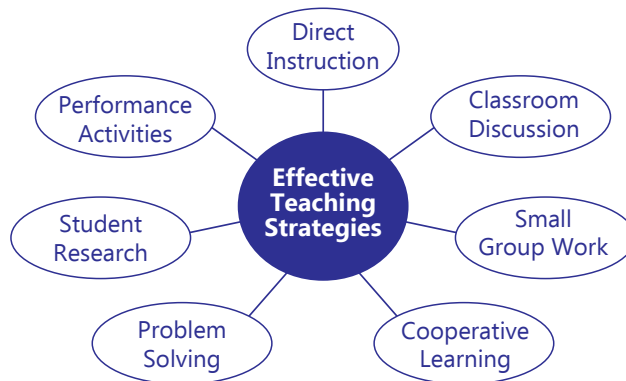 Direct
Instruction
Performance
Activities
Classroom
Discussion
Effective
Teaching
Strategies
Student
Research
Small
Group Work
Problem
Solving
Cooperative
Learning